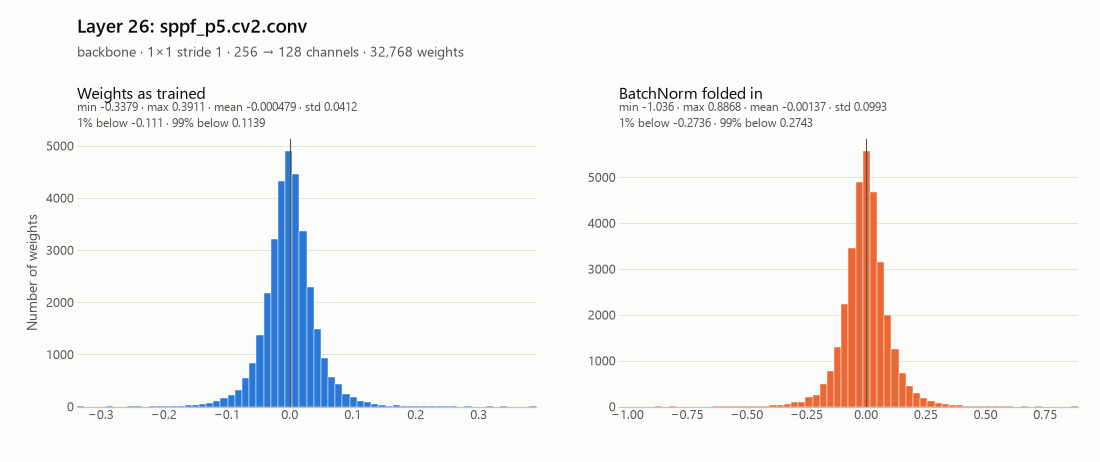 Layer 26: sppf_p5.cv2.conv
backbone · 1×1 stride 1 · 256 → 128 channels · 32,768 weights
Weights as trained
min -0.3379 · max 0.3911 · mean -0.000479 · std 0.0412
1% below -0.111 · 99% below 0.1139
BatchNorm folded in
min -1.036 · max 0.8868 · mean -0.00137 · std 0.0993
1% below -0.2736 · 99% below 0.2743
Number of weights
5000
4000
3000
2000
1000
0
−0.3 −0.2 −0.1 0.0 0.1 0.2 0.3
5000
4000
3000
2000
1000
0
−1.00 −0.75 −0.50 −0.25 0.00 0.25 0.50 0.75